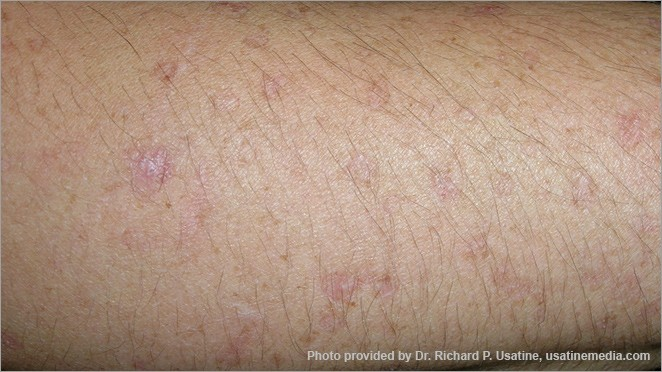 Photo provided by Dr. Richard P. Usatine, usatinemedia.com